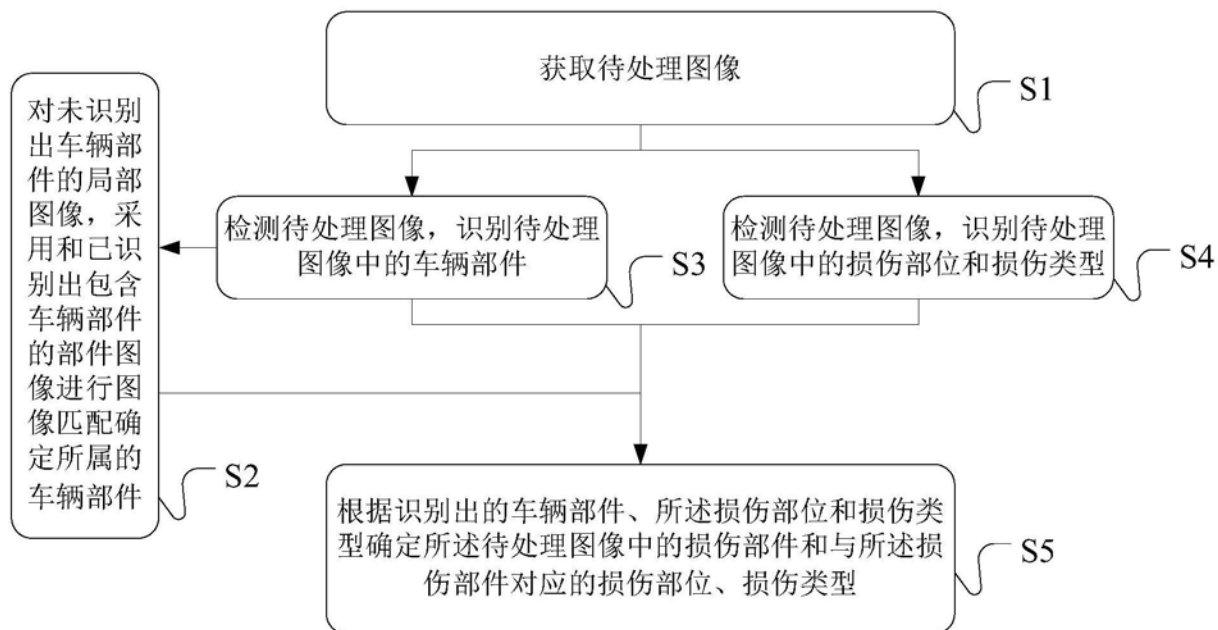 获取待处理图像
S1
对未识别
出车辆部
件的局部
图像，采
用和已识
别出包含
车辆部件
的部件图
像进行图
像匹配确
定所属的
车辆部件
S2
检测待处理图像，识别待处理
图像中的车辆部件
S3
检测待处理图像，识别待处理
图像中的损伤部位和损伤类型
S4
根据识别出的车辆部件、所述损伤部位和损伤类
型确定所述待处理图像中的损伤部件和与所述损
伤部件对应的损伤部位、损伤类型
S5